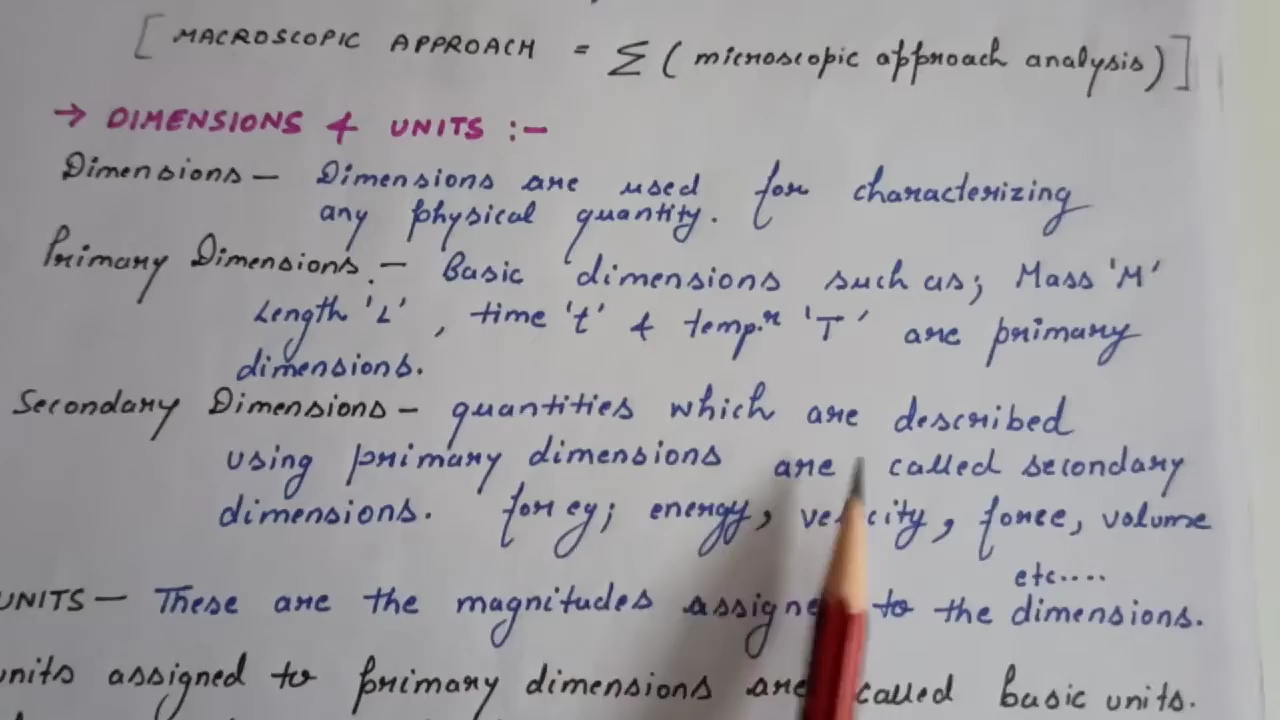 [ MACROSCOPIC APPROACH = Σ ( microscopic approach analysis) ]
→ DIMENSIONS & UNITS :-
Dimensions - Dimensions are used for characterizing
any physical quantity.
Primary Dimensions - Basic dimensions such as; Mass 'M'
Length 'L', time 't' & temp.r 'T' are primary
dimensions.
Secondary Dimensions - quantities which are described
using primary dimensions are called secondary
dimensions. for eg; energy, velocity, force, volume
etc....
UNITS - These are the magnitudes assigned to the dimensions.
units assigned to primary dimensions are called basic units.